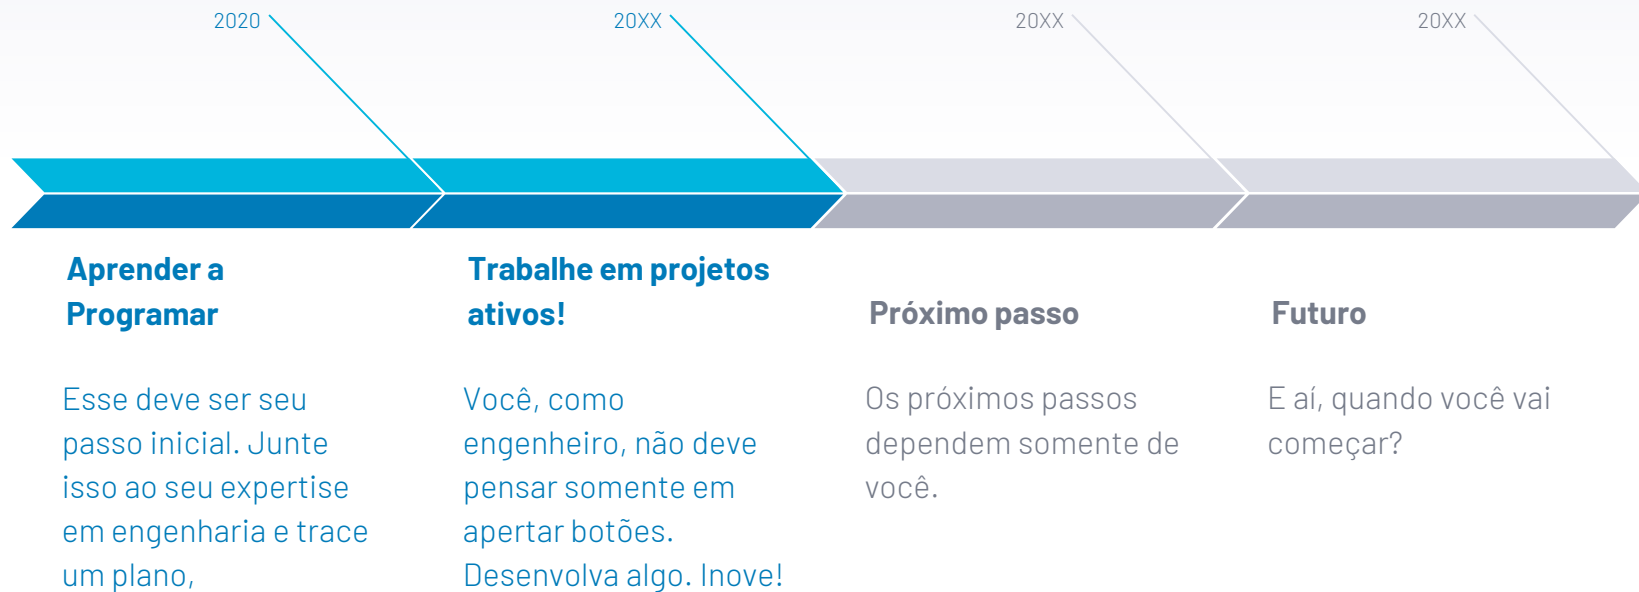 2020
20XX
20XX
20XX
Aprender a
Programar
Esse deve ser seu
passo inicial. Junte
isso ao seu expertise
em engenharia e trace
um plano,
Trabalhe em projetos
ativos!
Você, como
engenheiro, não deve
pensar somente em
apertar botões.
Desenvolva algo. Inove!
Próximo passo
Os próximos passos
dependem somente de
você.
Futuro
E aí, quando você vai
começar?